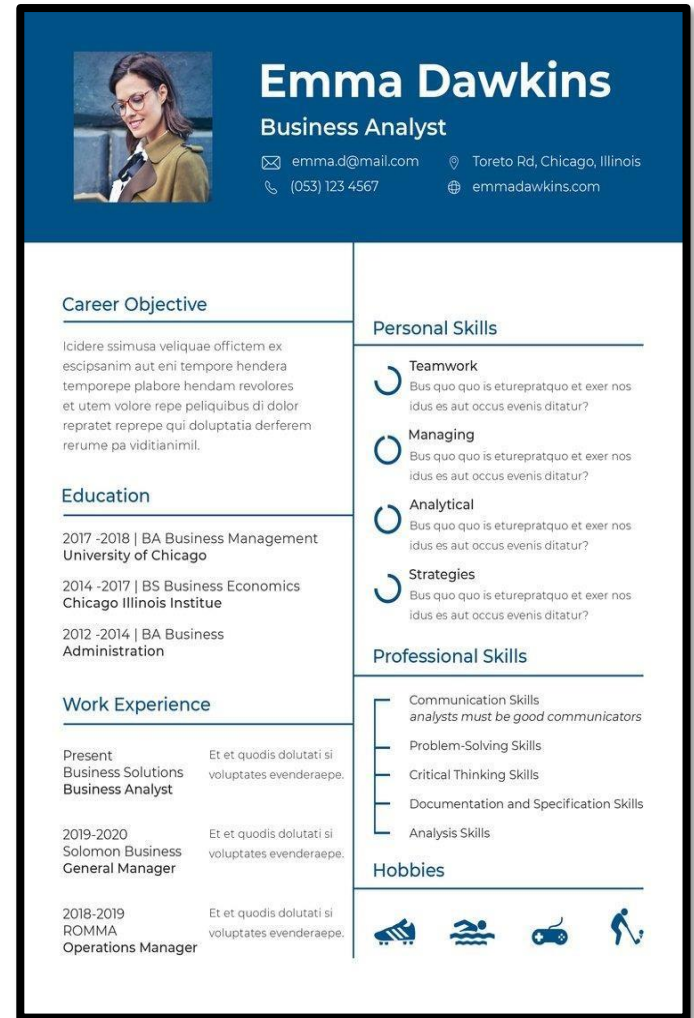 Emma Dawkins
Business Analyst
emma.d@mail.com
Toreto Rd, Chicago, Illinois
(053) 123 4567
emmadawkins.com
Career Objective
Icidere ssimusa veliquae offictem ex
escipsanim aut eni tempore hendera
temporepe plabore hendam revolores
et utem volore repe peliquibus di dolor
repratet reprepe qui doluptatia derferem
rerume pa viditianimil.
Education
2017 -2018 | BA Business Management
University of Chicago
2014 -2017 | BS Business Economics
Chicago Illinois Institue
2012 -2014 | BA Business
Administration
Work Experience
Present
Business Solutions
Business Analyst
Et et quodis dolutati si
voluptates evenderaepe.
2019-2020
Solomon Business
General Manager
Et et quodis dolutati si
voluptates evenderaepe.
2018-2019
ROMMA
Operations Manager
Et et quodis dolutati si
voluptates evenderaepe.
Personal Skills
Teamwork
Bus quo quo is eturepratquo et exer nos
idus es aut occus evenis ditatur?
Managing
Bus quo quo is eturepratquo et exer nos
idus es aut occus evenis ditatur?
Analytical
Bus quo quo is eturepratquo et exer nos
idus es aut occus evenis ditatur?
Strategies
Bus quo quo is eturepratquo et exer nos
idus es aut occus evenis ditatur?
Professional Skills
Communication Skills
analysts must be good communicators
Problem-Solving Skills
Critical Thinking Skills
Documentation and Specification Skills
Analysis Skills
Hobbies